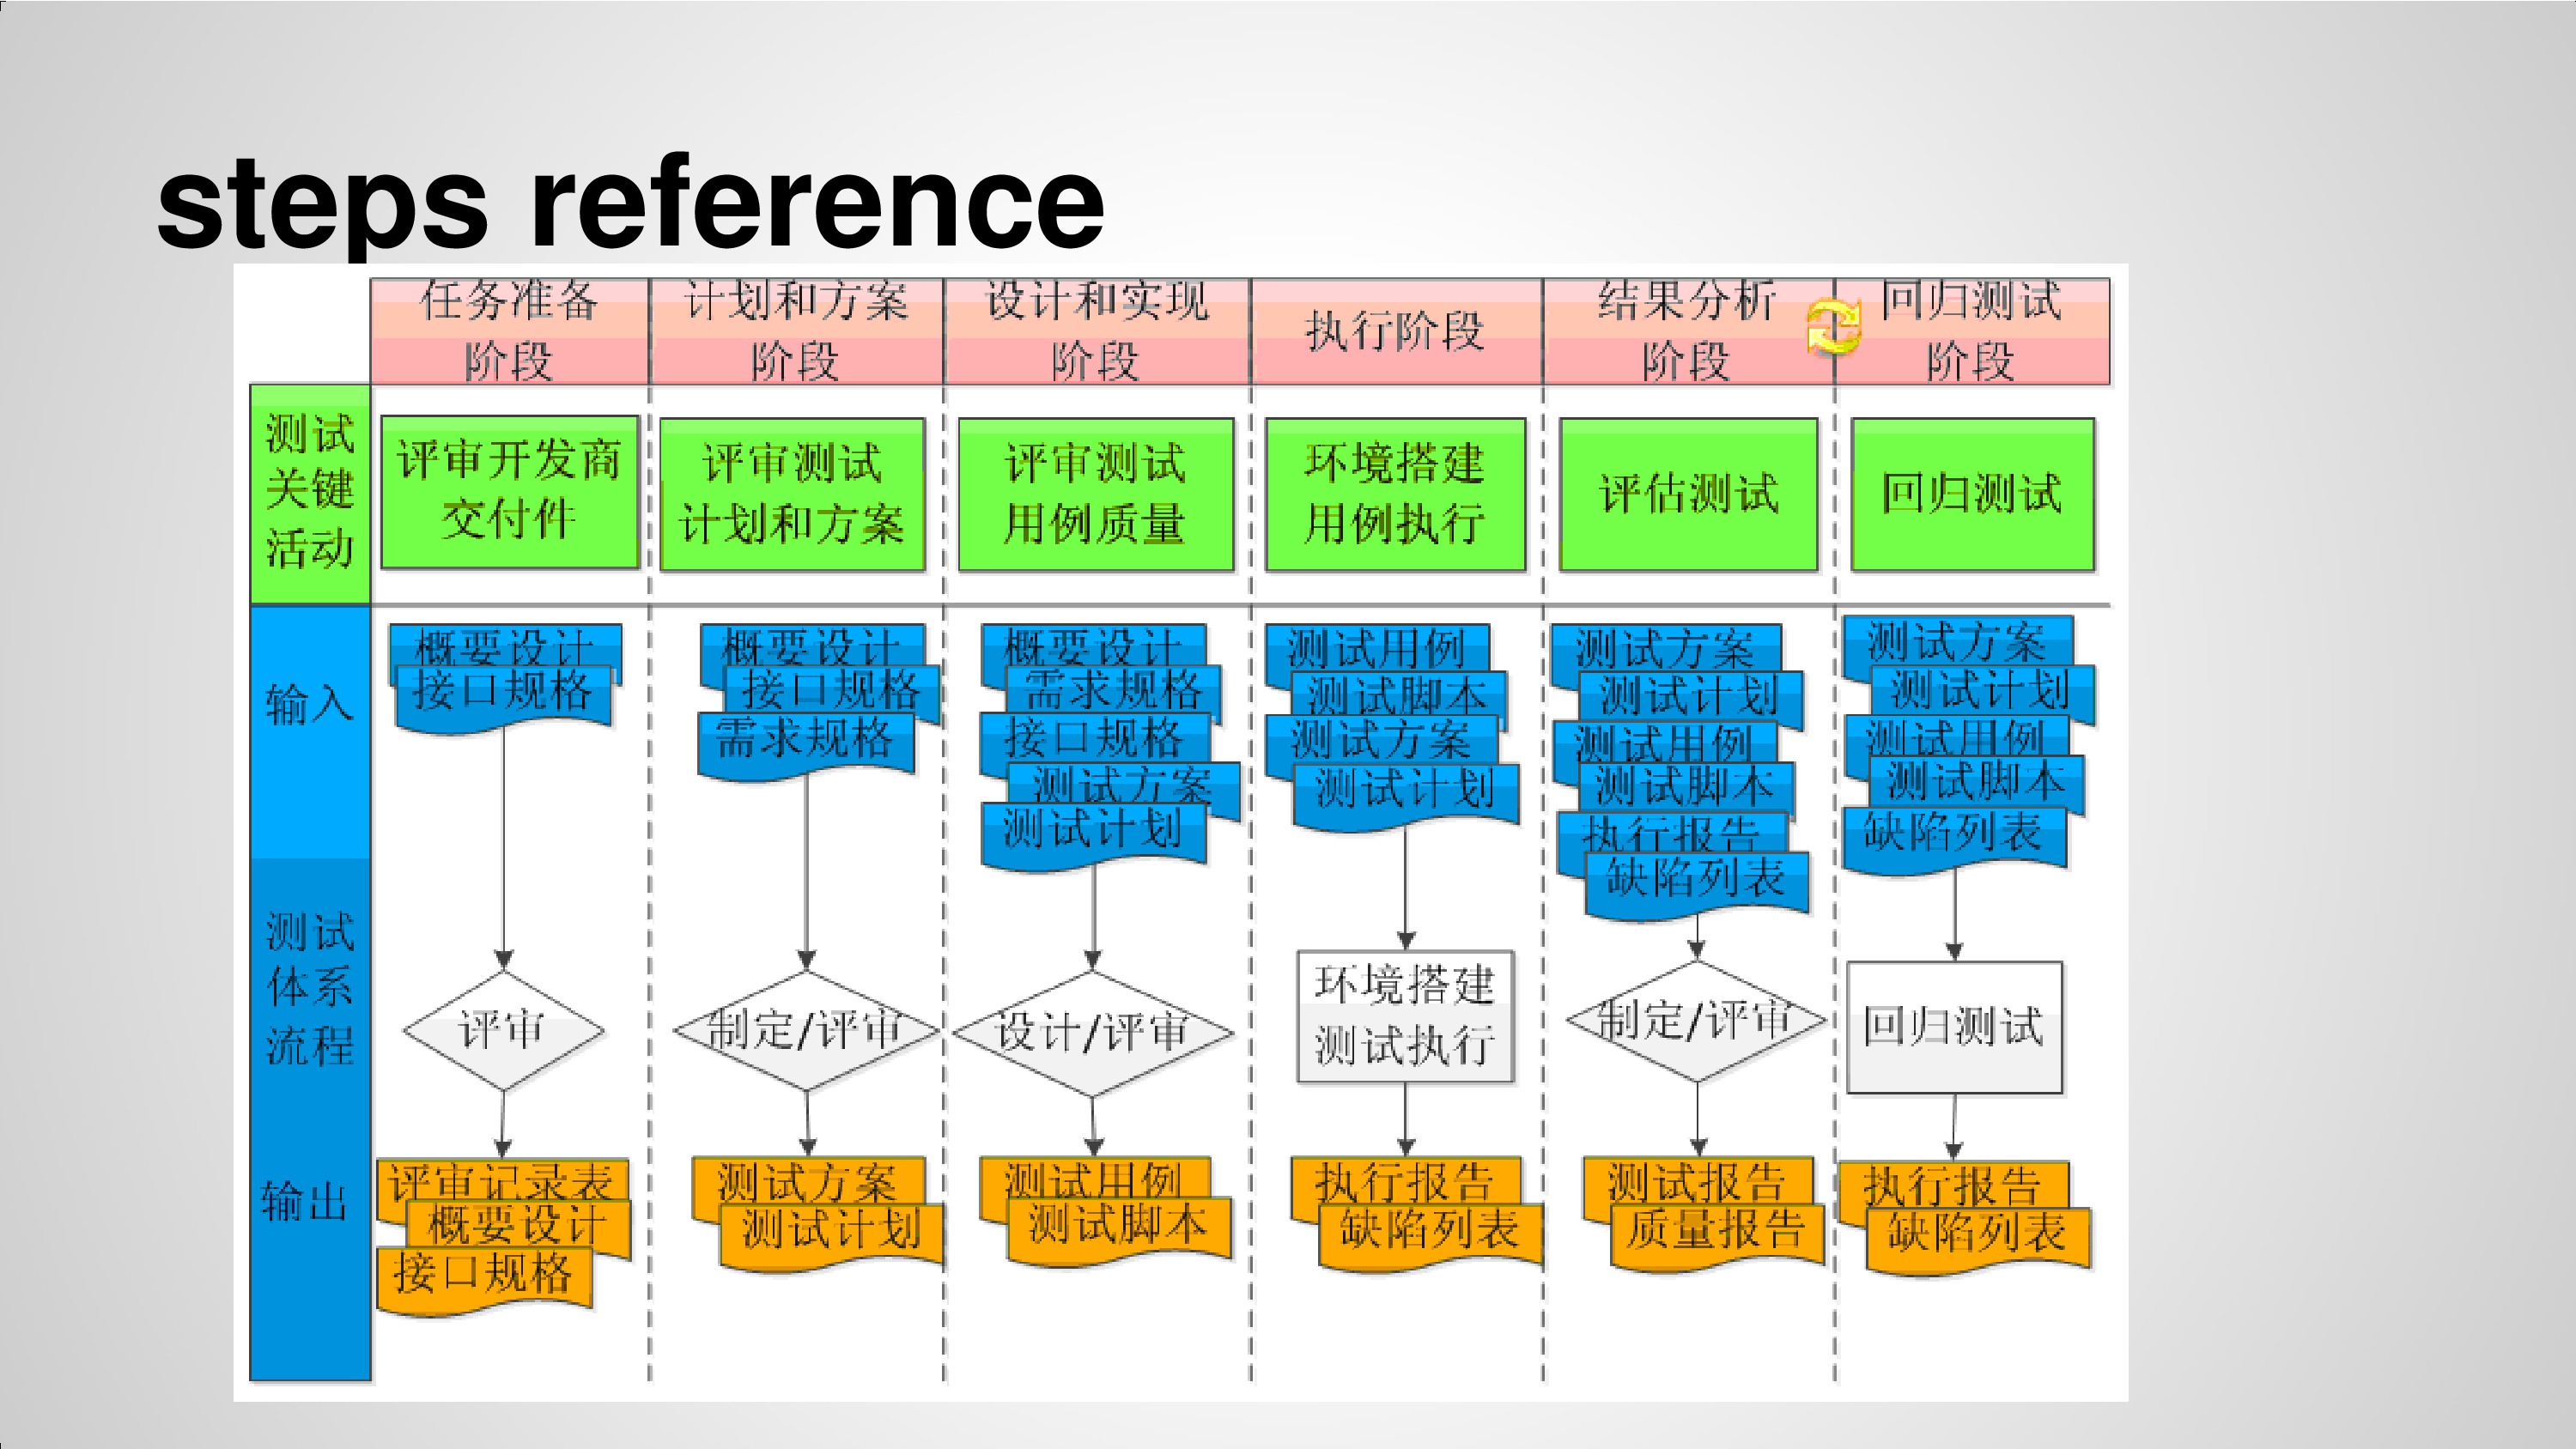 steps reference
任务准备
阶段
计划和方案
阶段
设计和实现
阶段
执行阶段
结果分析
阶段
回归测试
阶段
测试
关键
活动
评审开发商
交付件
评审测试
计划和方案
评审测试
用例质量
环境搭建
用例执行
评估测试
回归测试
输入
概要设计
接口规格
概要设计
接口规格
需求规格
概要设计
需求规格
接口规格
测试方案
测试计划
测试用例
测试脚本
测试方案
测试计划
测试方案
测试计划
测试用例
测试脚本
执行报告
缺陷列表
测试方案
测试计划
测试用例
测试脚本
缺陷列表
测试
体系
流程
评审
制定/评审
设计/评审
环境搭建
测试执行
制定/评审
回归测试
输出
评审记录表
概要设计
接口规格
测试方案
测试计划
测试用例
测试脚本
执行报告
缺陷列表
测试报告
质量报告
执行报告
缺陷列表